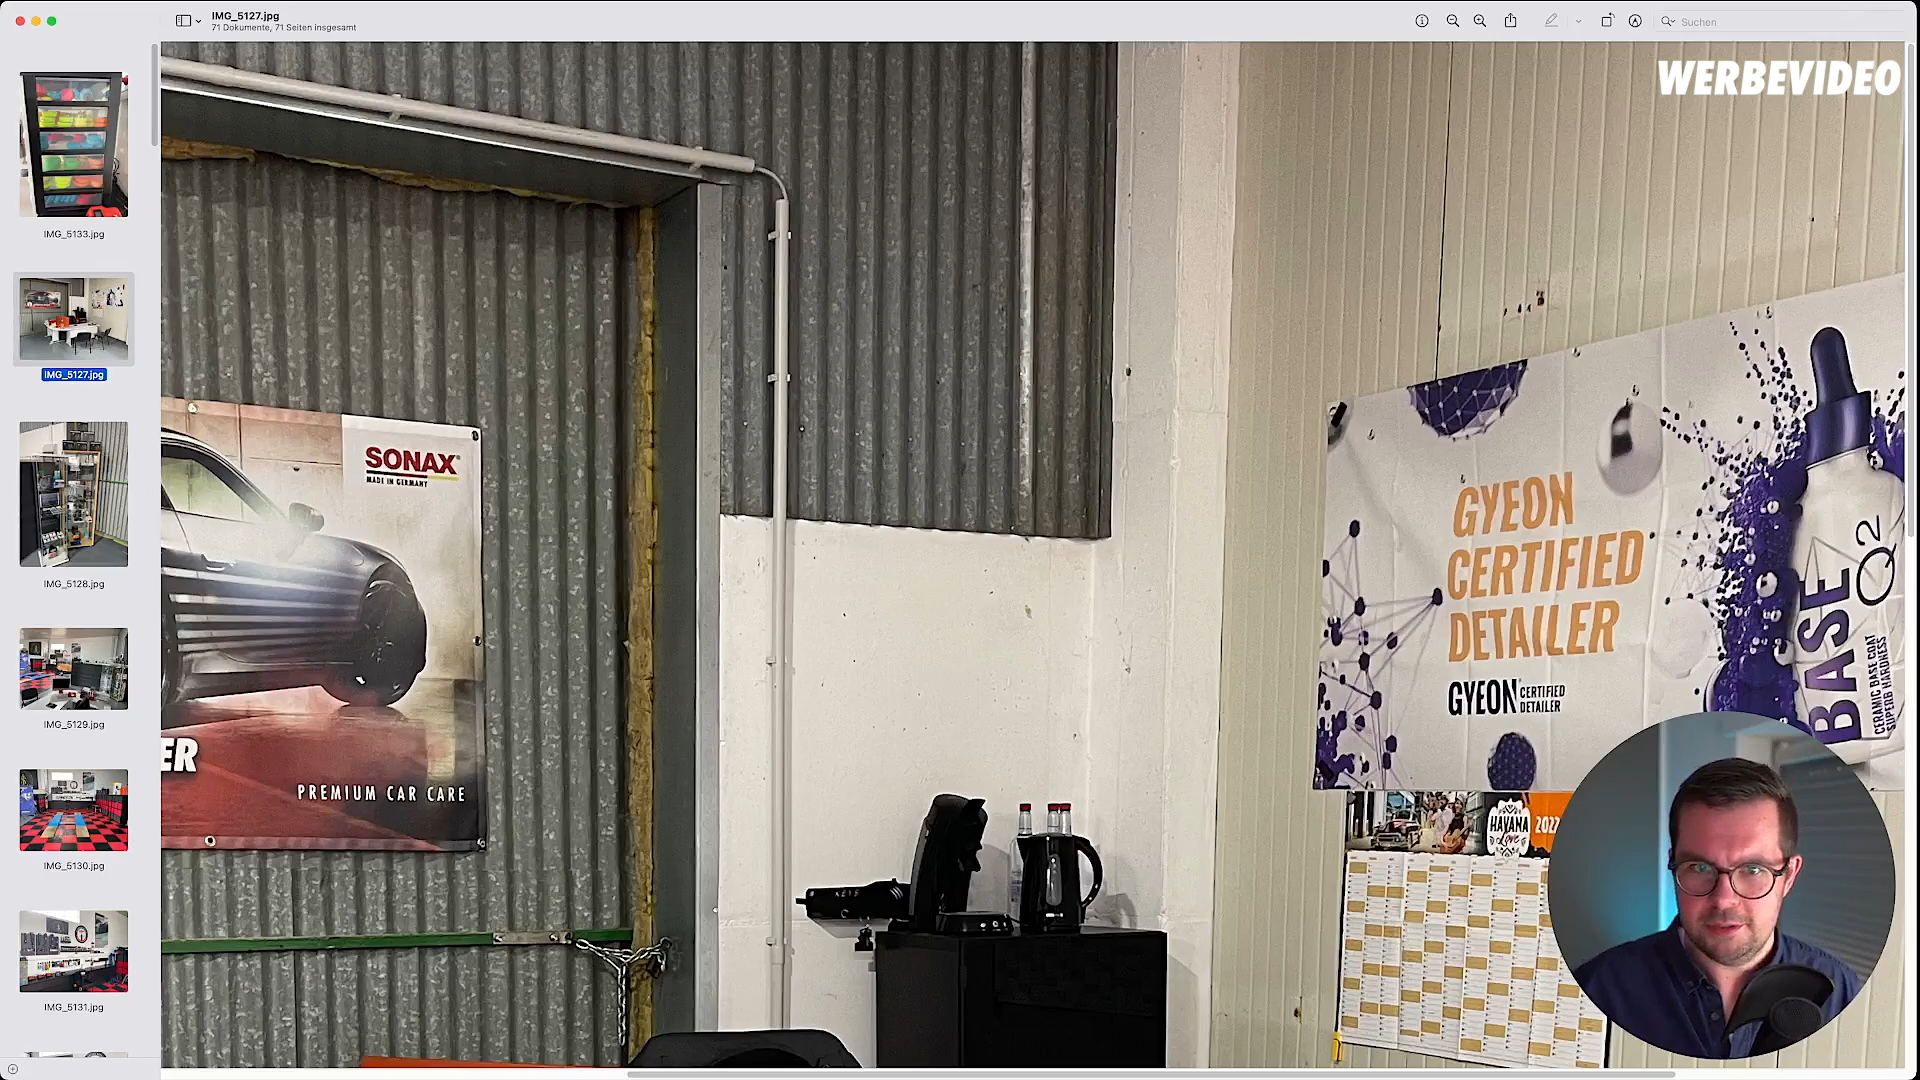 IMG_5127.jpg
71 Dokumente, 71 Seiten insgesamt
Suchen
WERBEVIDEO
IMG_5133.jpg
IMG_5127.jpg
IMG_5128.jpg
IMG_5129.jpg
IMG_5130.jpg
IMG_5131.jpg
SONAX
MADE IN GERMANY
ER
PREMIUM CAR CARE
GYEON
CERTIFIED
DETAILER
GYEON CERTIFIED
DETAILER
Q2
BASE
CERAMIC BASE COAT
SUPERB HARDNESS
HAVANA
Love
2022
KEYS